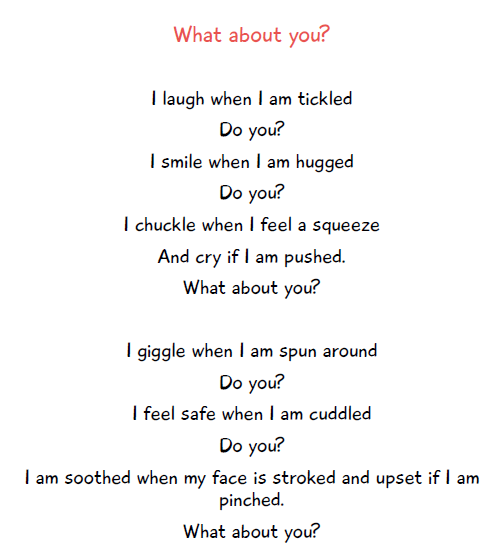 What about you?
I laugh when I am tickled
Do you?
I smile when I am hugged
Do you?
I chuckle when I feel a squeeze
And cry if I am pushed.
What about you?
I giggle when I am spun around
Do you?
I feel safe when I am cuddled
Do you?
I am soothed when my face is stroked and upset if I am
pinched.
What about you?